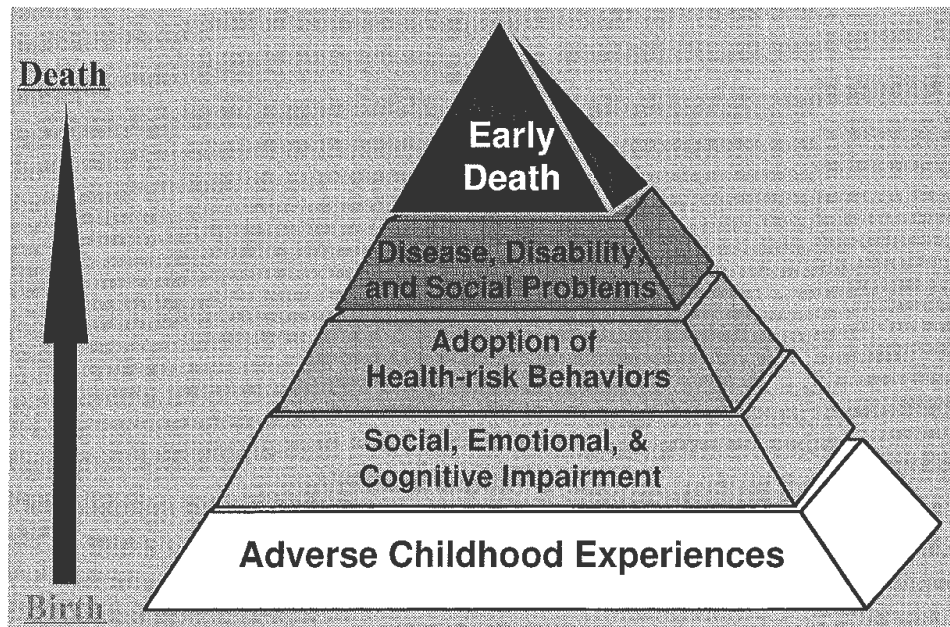 Death
Early
Death
Disease, Disability,
and Social Problems
Adoption of
Health-risk Behaviors
Social, Emotional, &
Cognitive Impairment
Adverse Childhood Experiences
Birth